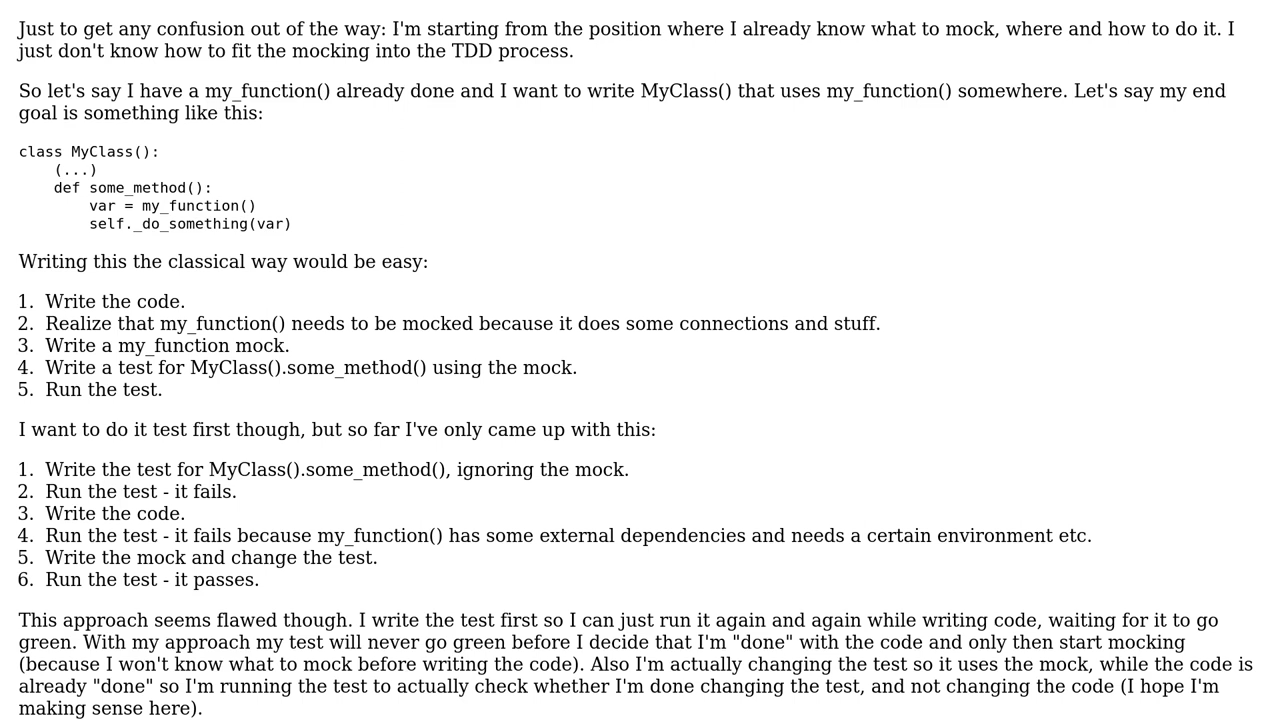 Just to get any confusion out of the way: I'm starting from the position where I already know what to mock, where and how to do it. I
just don't know how to fit the mocking into the TDD process.
So let's say I have a my_function() already done and I want to write MyClass() that uses my_function() somewhere. Let's say my end
goal is something like this:
class MyClass():
    (...)
    def some_method():
        var = my_function()
        self._do_something(var)
Writing this the classical way would be easy:
1. Write the code.
2. Realize that my_function() needs to be mocked because it does some connections and stuff.
3. Write a my_function mock.
4. Write a test for MyClass().some_method() using the mock.
5. Run the test.
I want to do it test first though, but so far I've only came up with this:
1. Write the test for MyClass().some_method(), ignoring the mock.
2. Run the test - it fails.
3. Write the code.
4. Run the test - it fails because my_function() has some external dependencies and needs a certain environment etc.
5. Write the mock and change the test.
6. Run the test - it passes.
This approach seems flawed though. I write the test first so I can just run it again and again while writing code, waiting for it to go
green. With my approach my test will never go green before I decide that I'm "done" with the code and only then start mocking
(because I won't know what to mock before writing the code). Also I'm actually changing the test so it uses the mock, while the code is
already "done" so I'm running the test to actually check whether I'm done changing the test, and not changing the code (I hope I'm
making sense here).